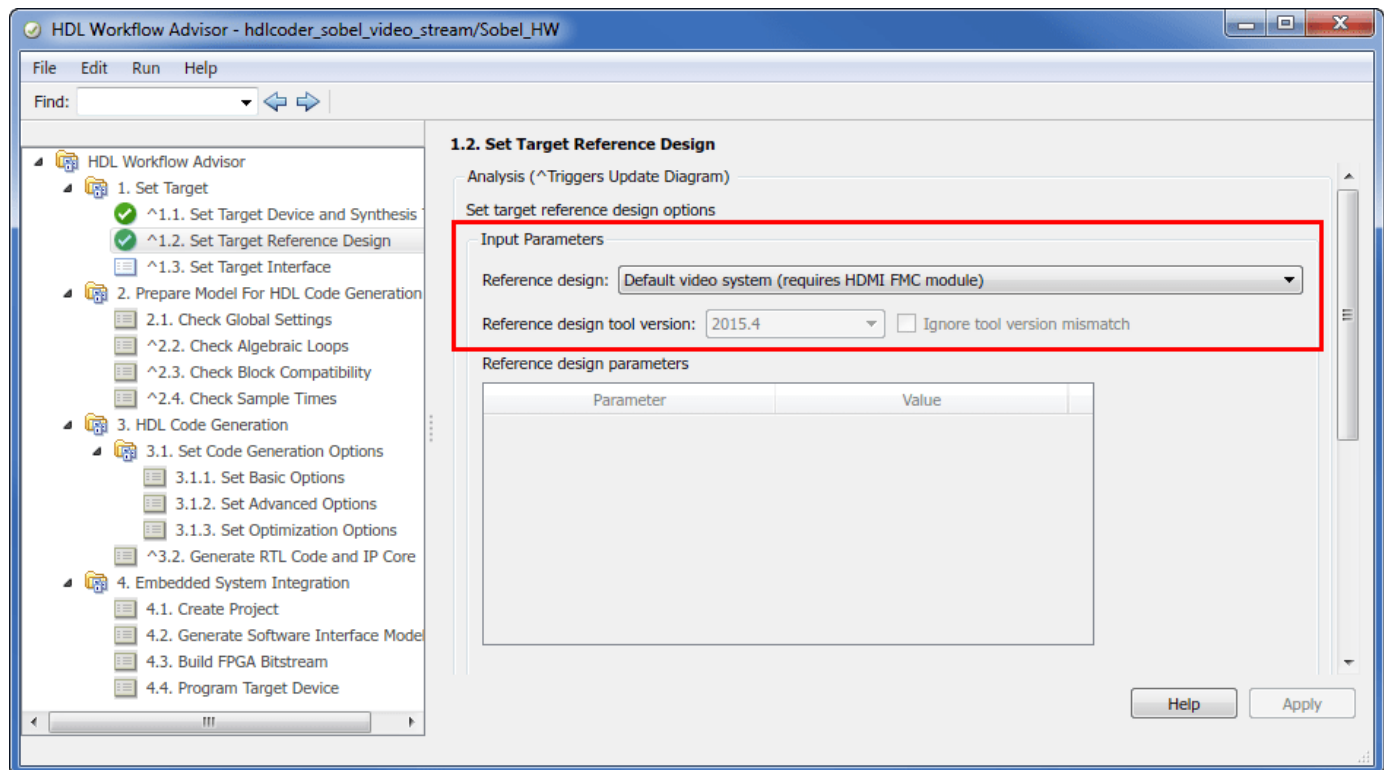 HDL Workflow Advisor - hdlcoder_sobel_video_stream/Sobel_HW
File Edit Run Help
Find:
HDL Workflow Advisor
1. Set Target
^1.1. Set Target Device and Synthesis
^1.2. Set Target Reference Design
^1.3. Set Target Interface
2. Prepare Model For HDL Code Generation
2.1. Check Global Settings
^2.2. Check Algebraic Loops
^2.3. Check Block Compatibility
^2.4. Check Sample Times
3. HDL Code Generation
3.1. Set Code Generation Options
3.1.1. Set Basic Options
3.1.2. Set Advanced Options
3.1.3. Set Optimization Options
^3.2. Generate RTL Code and IP Core
4. Embedded System Integration
4.1. Create Project
4.2. Generate Software Interface Model
4.3. Build FPGA Bitstream
4.4. Program Target Device
1.2. Set Target Reference Design
Analysis (^Triggers Update Diagram)
Set target reference design options
Input Parameters
Reference design: Default video system (requires HDMI FMC module)
Reference design tool version: 2015.4 Ignore tool version mismatch
Reference design parameters
Parameter Value
Help Apply